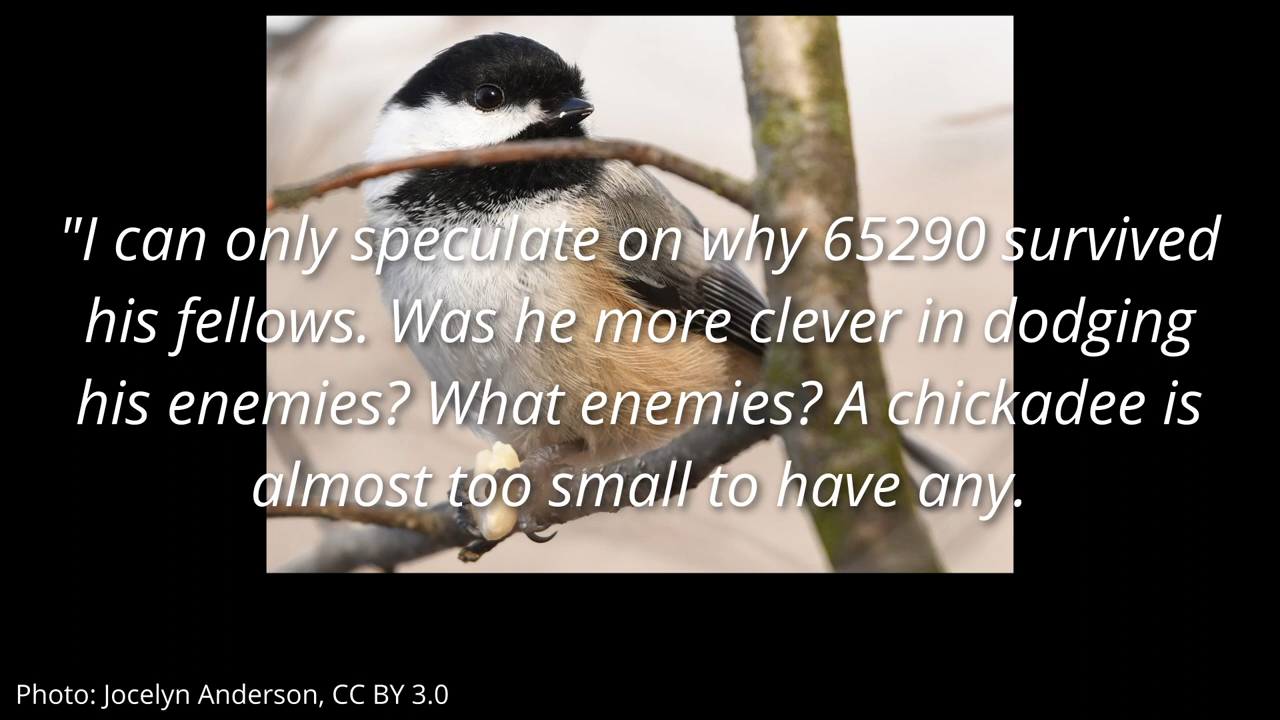 "I can only speculate on why 65290 survived
his fellows. Was he more clever in dodging
his enemies? What enemies? A chickadee is
almost too small to have any.
Photo: Jocelyn Anderson, CC BY 3.0